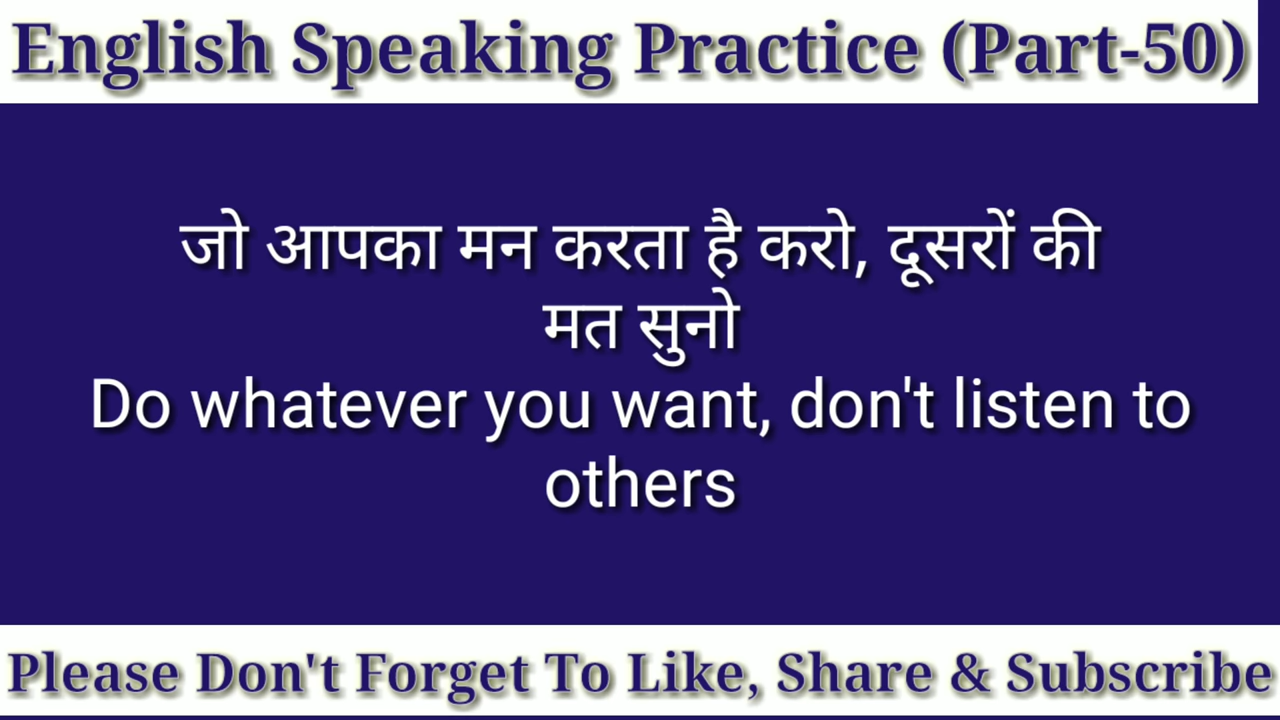 English Speaking Practice (Part-50)
जो आपका मन करता है करो, दूसरों की
मत सुनो
Do whatever you want, don't listen to
others
Please Don't Forget To Like, Share & Subscribe